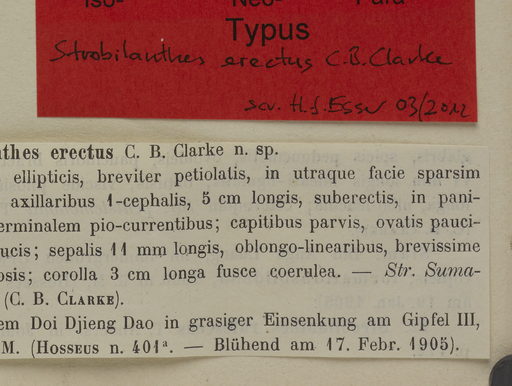 Iso- Neo- Para-
Typus
Strobilanthes erectus C.B. Clarke
scr. H.J. Esser 03/2012
nthes erectus C. B. Clarke n. sp.
ellipticis, breviter petiolatis, in utraque facie sparsim
axillaribus 1-cephalis, 5 cm longis, suberectis, in pani-
erminalem pio-currentibus; capitibus parvis, ovatis pauci-
ucis; sepalis 11 mm longis, oblongo-linearibus, brevissime
osis; corolla 3 cm longa fusce coerulea. — Str. Suma-
(C. B. Clarke).
em Doi Djieng Dao in grasiger Einsenkung am Gipfel III,
M. (Hosseus n. 401ª. — Blühend am 17. Febr. 1905).